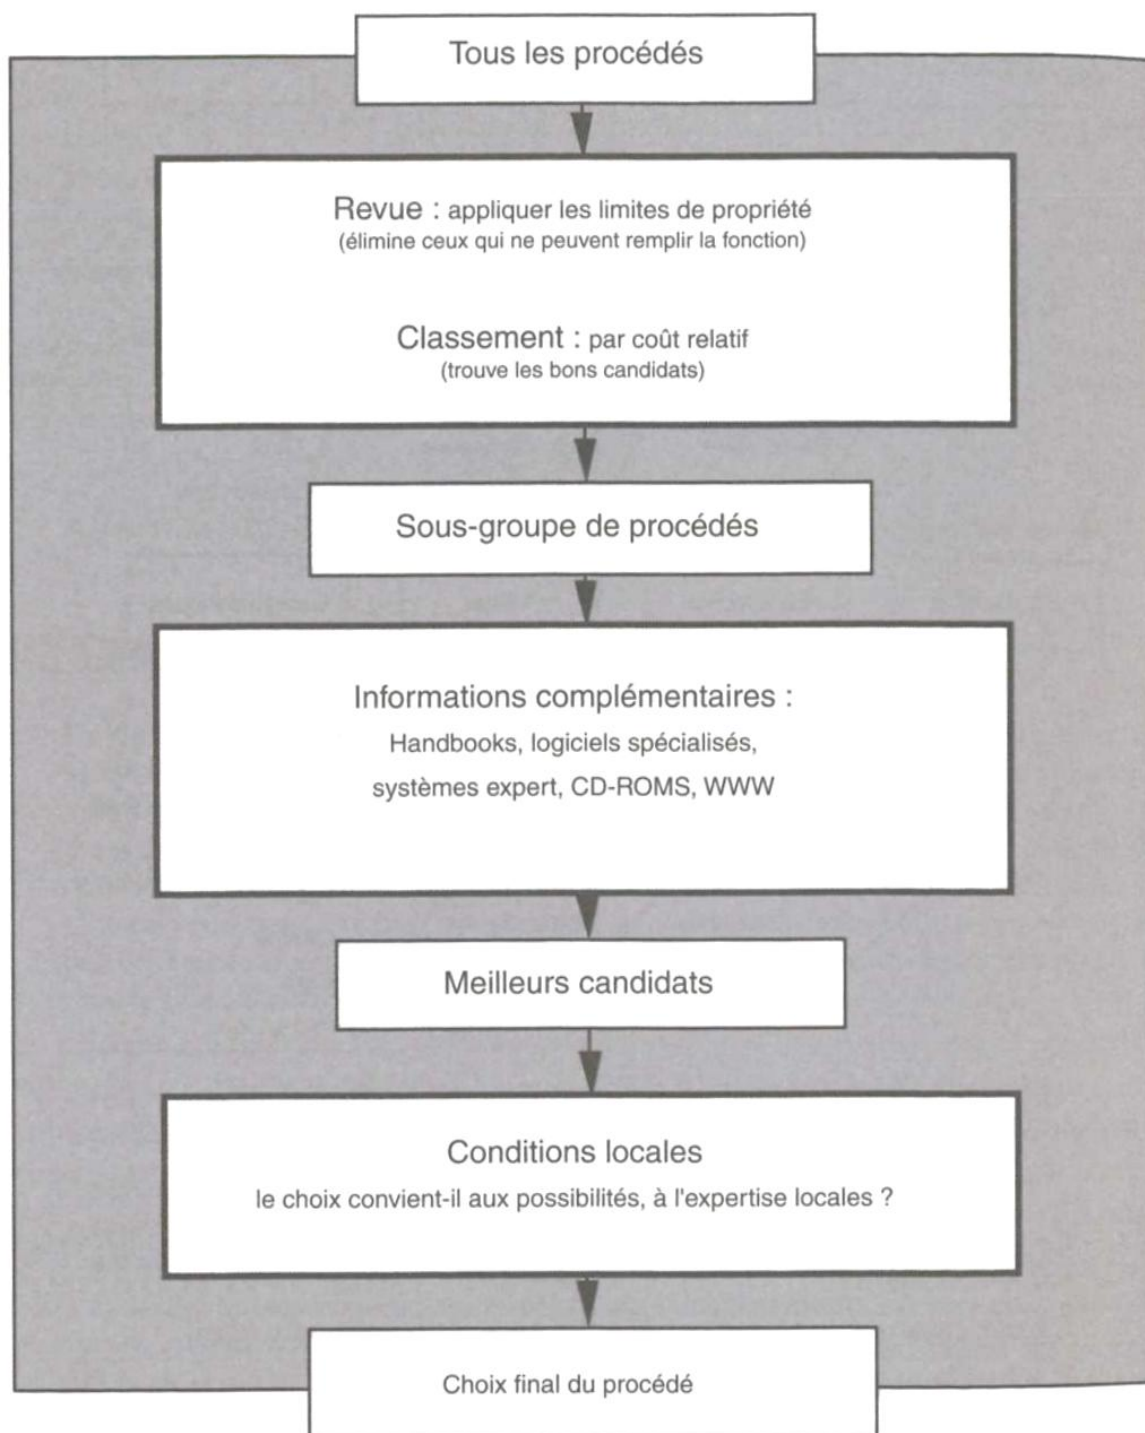 Tous les procédés
Revue : appliquer les limites de propriété
(élimine ceux qui ne peuvent remplir la fonction)
Classement : par coût relatif
(trouve les bons candidats)
Sous-groupe de procédés
Informations complémentaires :
Handbooks, logiciels spécialisés,
systèmes expert, CD-ROMS, WWW
Meilleurs candidats
Conditions locales
le choix convient-il aux possibilités, à l'expertise locales ?
Choix final du procédé